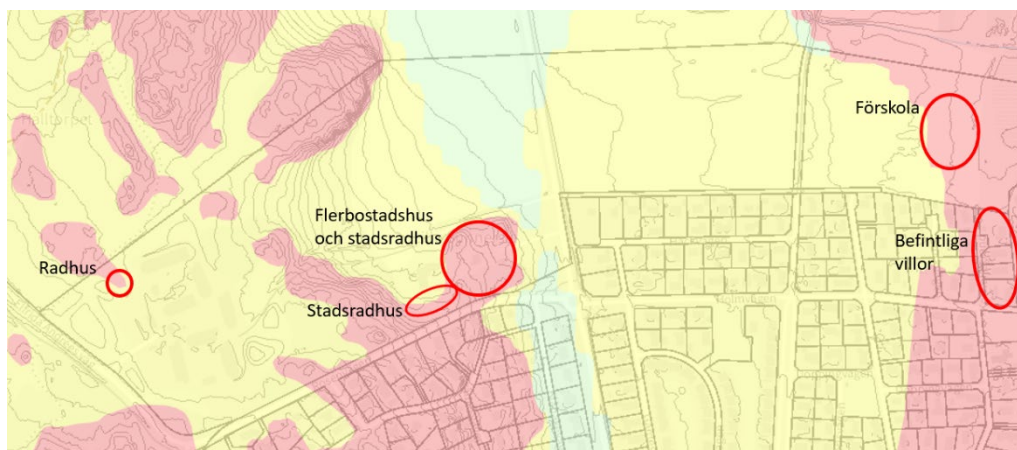 Förskola
Flerbostadshus
och stadsradhus
Befintliga
villor
Radhus
Stadsradhus